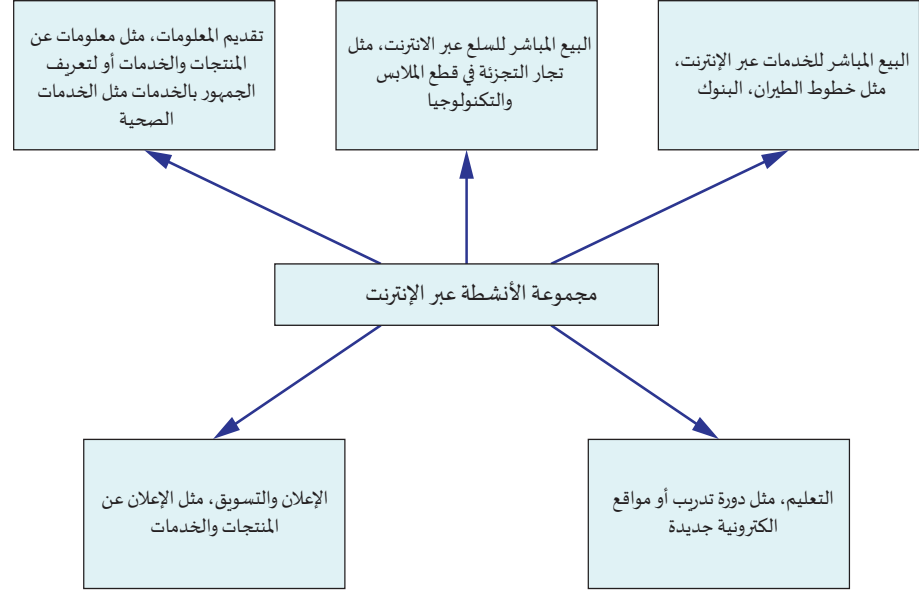 البيع المباشر للخدمات عبر الإنترنت،
مثل خطوط الطيران، البنوك
البيع المباشر للسلع عبر الانترنت، مثل
تجار التجزئة في قطع الملابس
والتكنولوجيا
تقديم المعلومات، مثل معلومات عن
المنتجات والخدمات أو لتعريف
الجمهور بالخدمات مثل الخدمات
الصحية
مجموعة الأنشطة عبر الإنترنت
التعليم، مثل دورة تدريب أو مواقع
الكترونية جديدة
الإعلان والتسويق، مثل الإعلان عن
المنتجات والخدمات